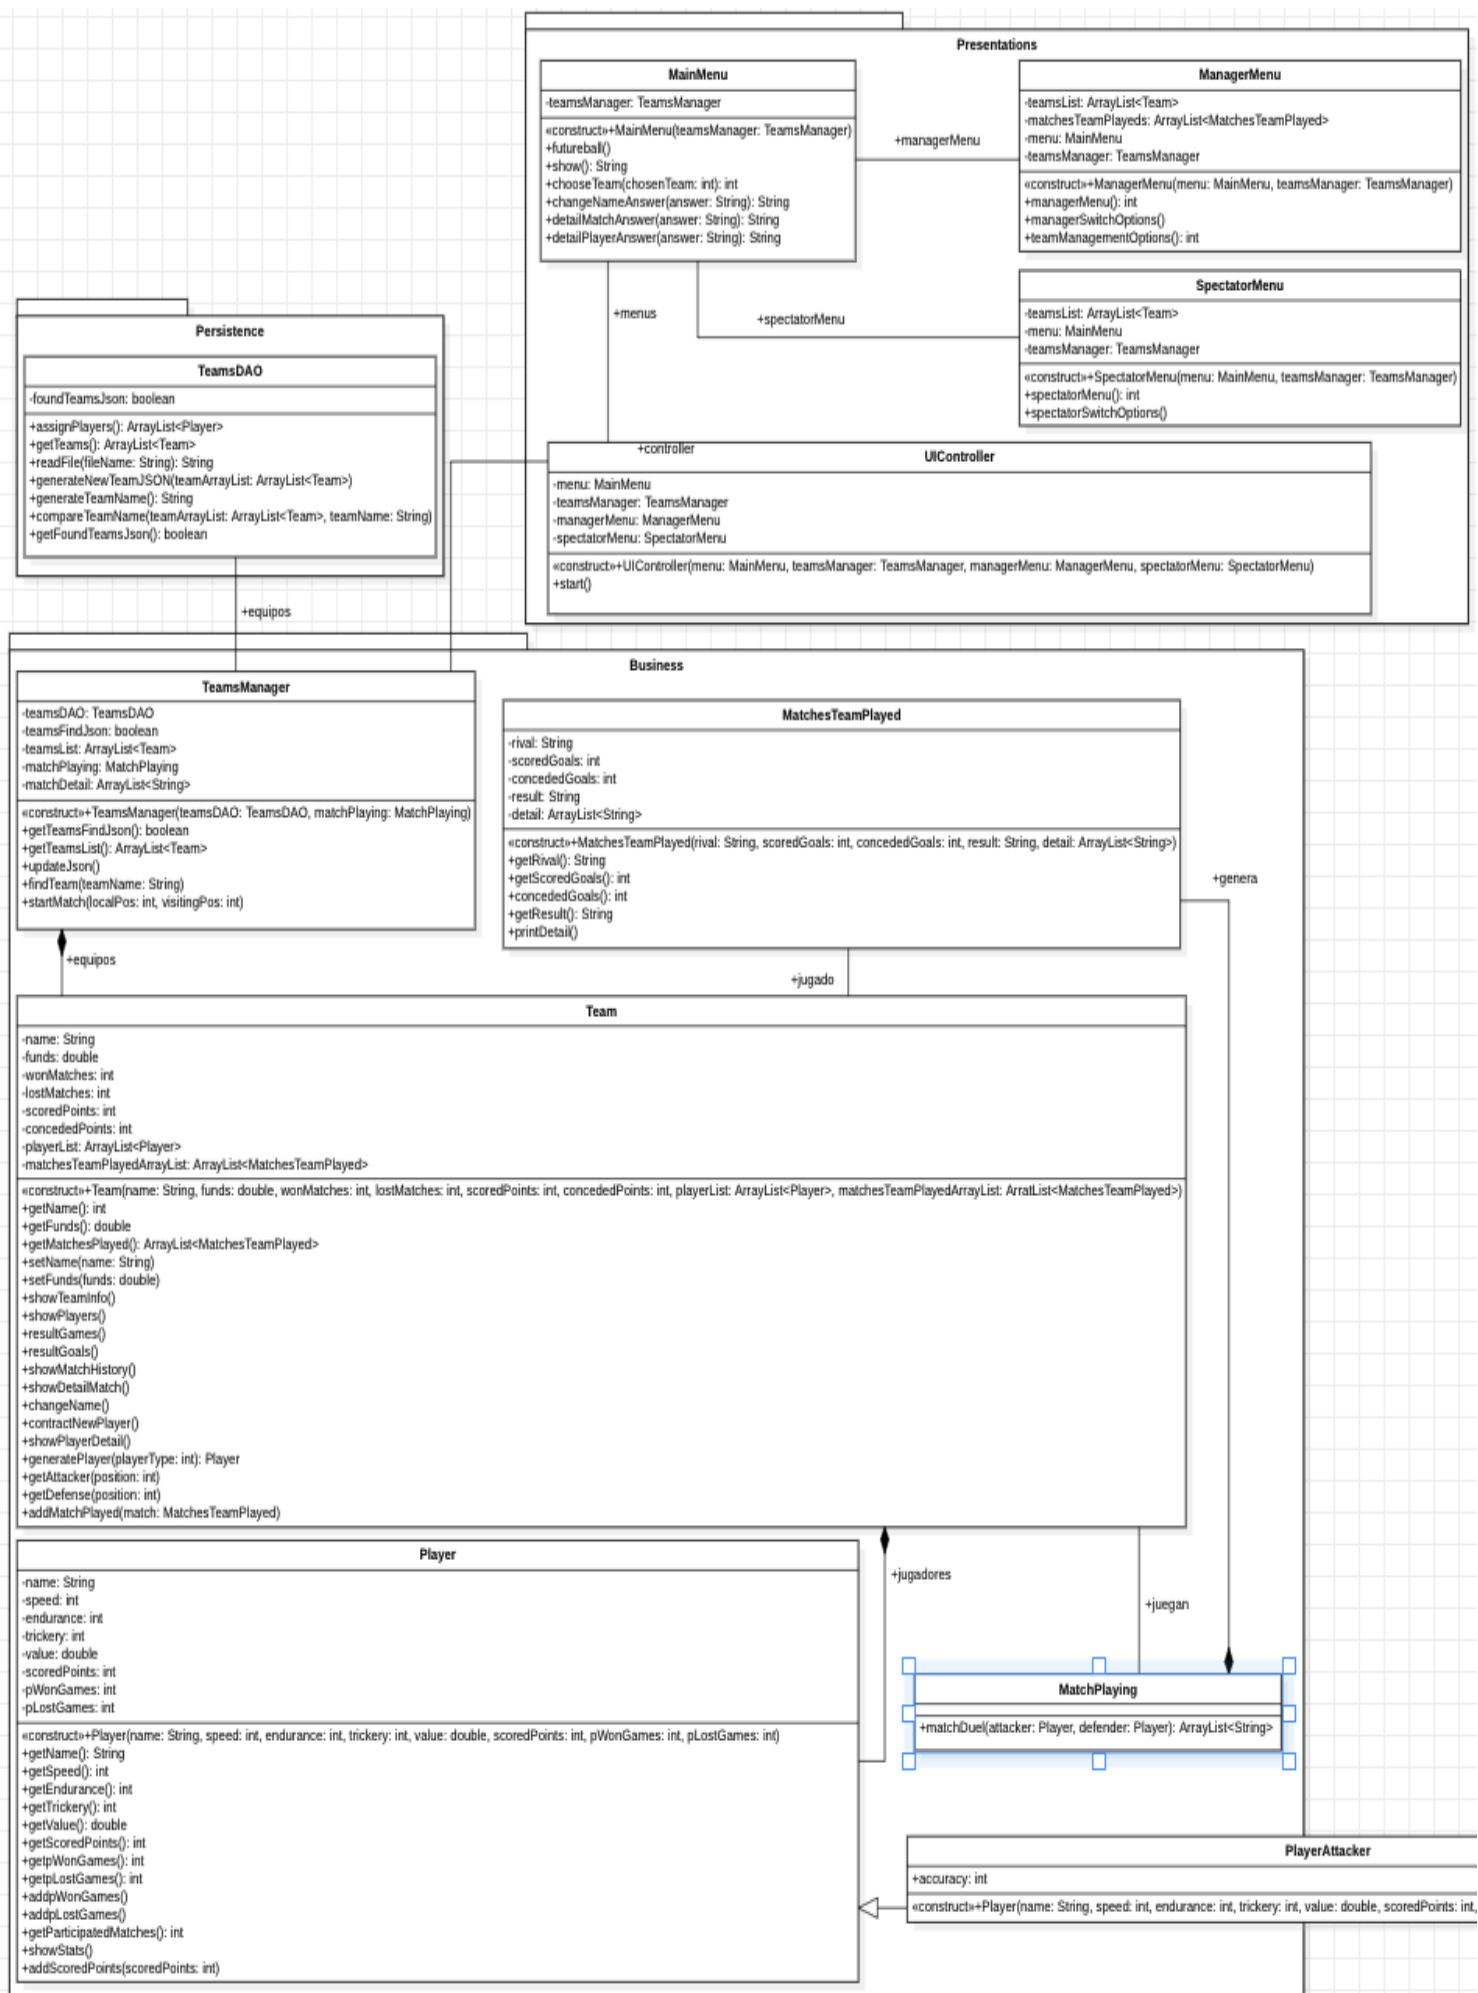 Presentations
MainMenu
-teamsManager: TeamsManager
«construct»+MainMenu(teamsManager: TeamsManager)
+futureball()
+show(): String
+chooseTeam(chosenTeam: int): int
+changeNameAnswer(answer: String): String
+detailMatchAnswer(answer: String): String
+detailPlayerAnswer(answer: String): String
+managerMenu
ManagerMenu
-teamsList: ArrayList<Team>
-matchesTeamPlayeds: ArrayList<MatchesTeamPlayed>
-menu: MainMenu
-teamsManager: TeamsManager
«construct»+ManagerMenu(menu: MainMenu, teamsManager: TeamsManager)
+managerMenu(): int
+managerSwitchOptions()
+teamManagementOptions(): int
+menus
+spectatorMenu
SpectatorMenu
-teamsList: ArrayList<Team>
-menu: MainMenu
-teamsManager: TeamsManager
«construct»+SpectatorMenu(menu: MainMenu, teamsManager: TeamsManager)
+spectatorMenu(): int
+spectatorSwitchOptions()
Persistence
TeamsDAO
-foundTeamsJson: boolean
+assignPlayers(): ArrayList<Player>
+getTeams(): ArrayList<Team>
+readFile(fileName: String): String
+generateNewTeamJSON(teamArrayList: ArrayList<Team>)
+generateTeamName(): String
+compareTeamName(teamArrayList: ArrayList<Team>, teamName: String)
+getFoundTeamsJson(): boolean
+controller
UIController
-menu: MainMenu
-teamsManager: TeamsManager
-managerMenu: ManagerMenu
-spectatorMenu: SpectatorMenu
«construct»+UIController(menu: MainMenu, teamsManager: TeamsManager, managerMenu: ManagerMenu, spectatorMenu: SpectatorMenu)
+start()
+equipos
Business
TeamsManager
-teamsDAO: TeamsDAO
-teamsFindJson: boolean
-teamsList: ArrayList<Team>
-matchPlaying: MatchPlaying
-matchDetail: ArrayList<String>
«construct»+TeamsManager(teamsDAO: TeamsDAO, matchPlaying: MatchPlaying)
+getTeamsFindJson(): boolean
+getTeamsList(): ArrayList<Team>
+updateJson()
+findTeam(teamName: String)
+startMatch(localPos: int, visitingPos: int)
MatchesTeamPlayed
-rival: String
-scoredGoals: int
-concededGoals: int
-result: String
-detail: ArrayList<String>
«construct»+MatchesTeamPlayed(rival: String, scoredGoals: int, concededGoals: int, result: String, detail: ArrayList<String>)
+getRival(): String
+getScoredGoals(): int
+concededGoals(): int
+getResult(): String
+printDetail()
+genera
+equipos
+jugado
Team
-name: String
-funds: double
-wonMatches: int
-lostMatches: int
-scoredPoints: int
-concededPoints: int
-playerList: ArrayList<Player>
-matchesTeamPlayedArrayList: ArrayList<MatchesTeamPlayed>
«construct»+Team(name: String, funds: double, wonMatches: int, lostMatches: int, scoredPoints: int, concededPoints: int, playerList: ArrayList<Player>, matchesTeamPlayedArrayList: ArratList<MatchesTeamPlayed>)
+getName(): int
+getFunds(): double
+getMatchesPlayed(): ArrayList<MatchesTeamPlayed>
+setName(name: String)
+setFunds(funds: double)
+showTeamInfo()
+showPlayers()
+resultGames()
+resultGoals()
+showMatchHistory()
+showDetailMatch()
+changeName()
+contractNewPlayer()
+showPlayerDetail()
+generatePlayer(playerType: int): Player
+getAttacker(position: int)
+getDefense(position: int)
+addMatchPlayed(match: MatchesTeamPlayed)
Player
-name: String
-speed: int
-endurance: int
-trickery: int
-value: double
-scoredPoints: int
-pWonGames: int
-pLostGames: int
«construct»+Player(name: String, speed: int, endurance: int, trickery: int, value: double, scoredPoints: int, pWonGames: int, pLostGames: int)
+getName(): String
+getSpeed(): int
+getEndurance(): int
+getTrickery(): int
+getValue(): double
+getScoredPoints(): int
+getpWonGames(): int
+getpLostGames(): int
+addpWonGames()
+addpLostGames()
+getParticipatedMatches(): int
+showStats()
+addScoredPoints(scoredPoints: int)
+jugadores
+juegan
MatchPlaying
+matchDuel(attacker: Player, defender: Player): ArrayList<String>
PlayerAttacker
+accuracy: int
«construct»+Player(name: String, speed: int, endurance: int, trickery: int, value: double, scoredPoints: int,